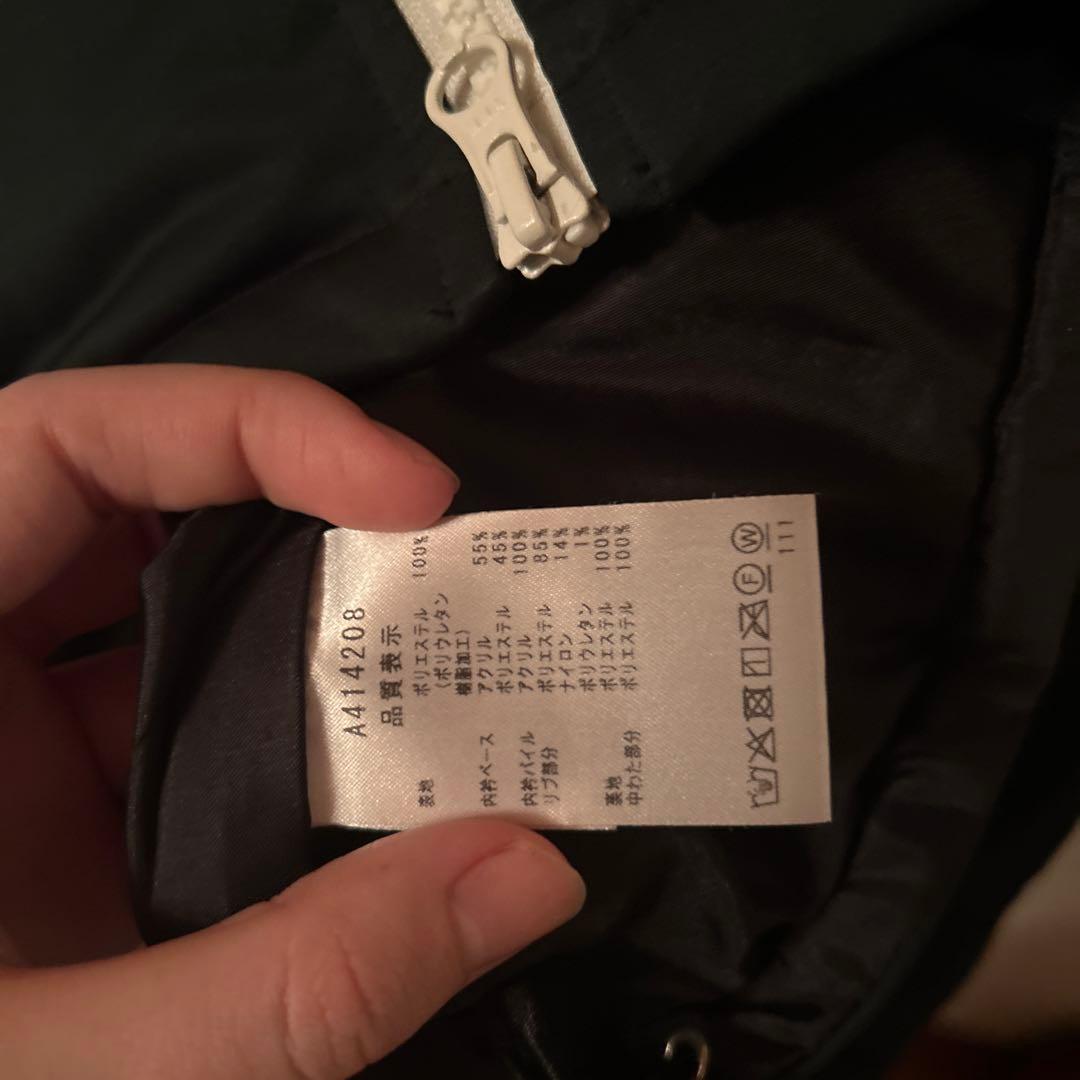 A414208
品質表示
表地 ポリエステル 100%
(ポリウレタン
樹脂加工)
内衿ベース アクリル 55%
ポリエステル 45%
内衿パイル アクリル 100%
リブ部分 ポリエステル 85%
ナイロン 14%
ポリウレタン 1%
裏地 ポリエステル 100%
中わた部分 ポリエステル 100%
1 F W
111